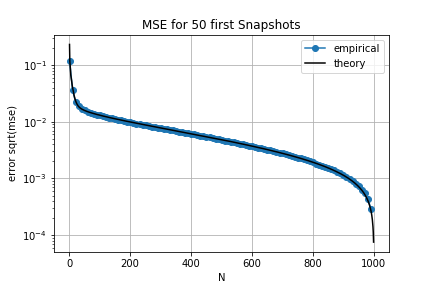 MSE for 50 first Snapshots
empirical
theory
error sqrt(mse)
10⁻¹
10⁻²
10⁻³
10⁻⁴
0 200 400 600 800 1000
N